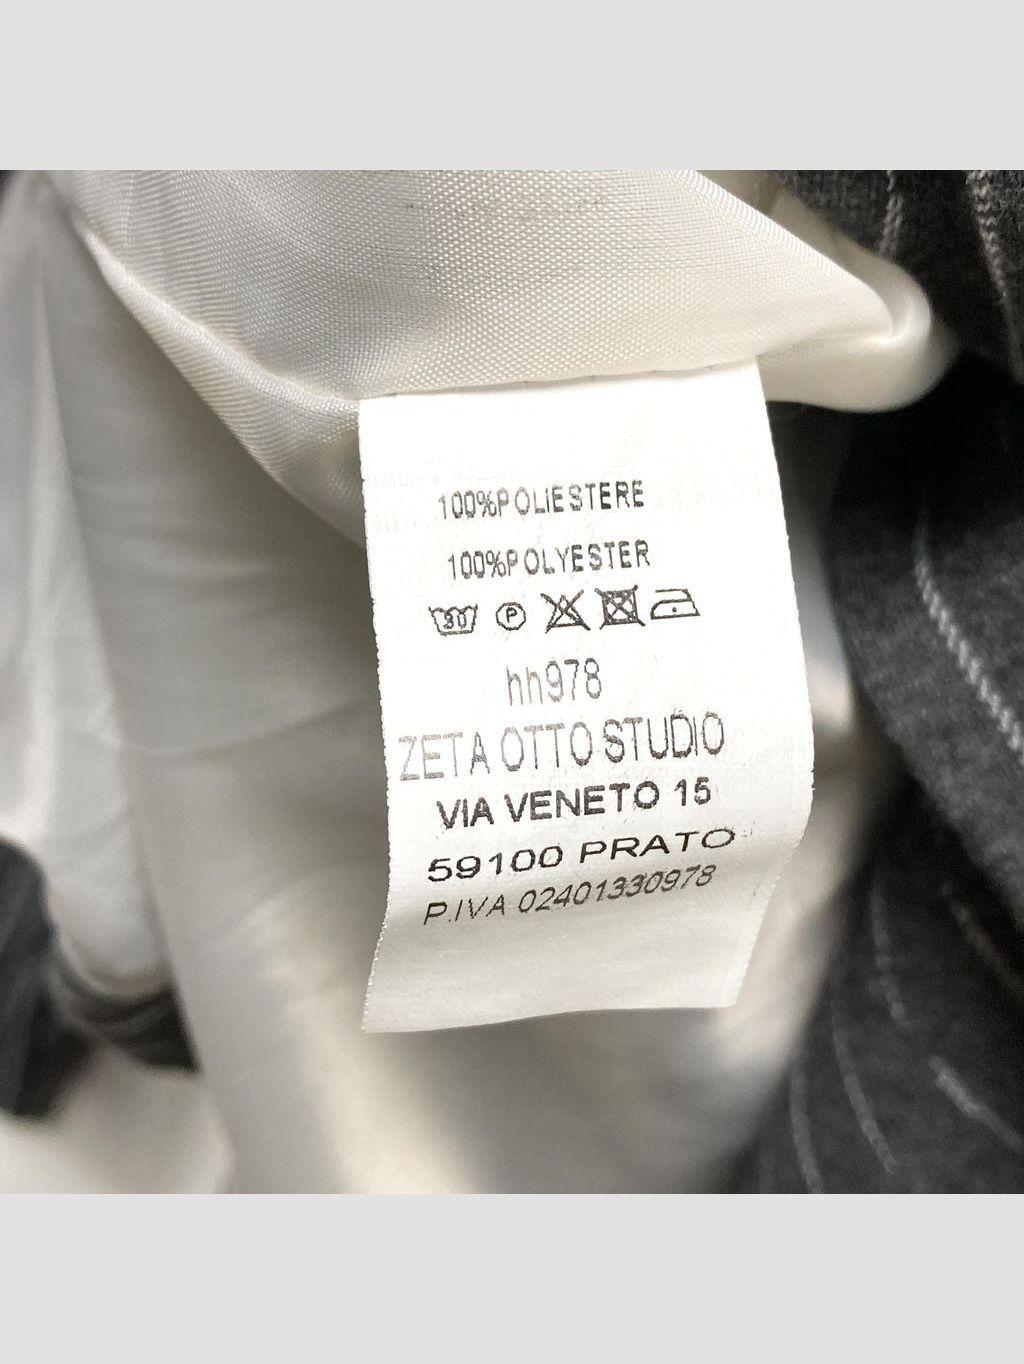 100%POLIESTERE
100%POLYESTER
30 P
hh978
ZETA OTTO STUDIO
VIA VENETO 15
59100 PRATO
P.IVA 02401330978